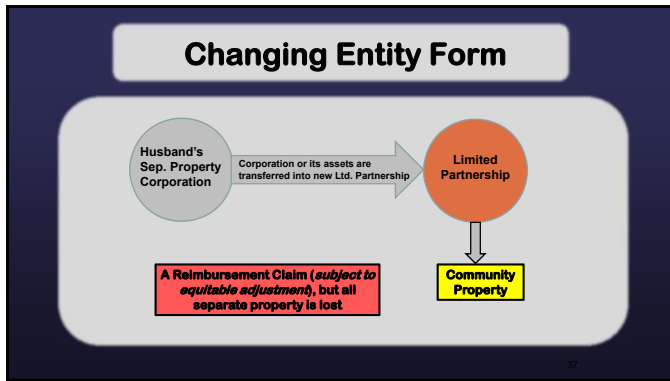 Changing Entity Form
Husband's
Sep. Property
Corporation
Corporation or its assets are
transferred into new Ltd. Partnership
Limited
Partnership
A Reimbursement Claim (subject to
equitable adjustment), but all
separate property is lost
Community
Property
37